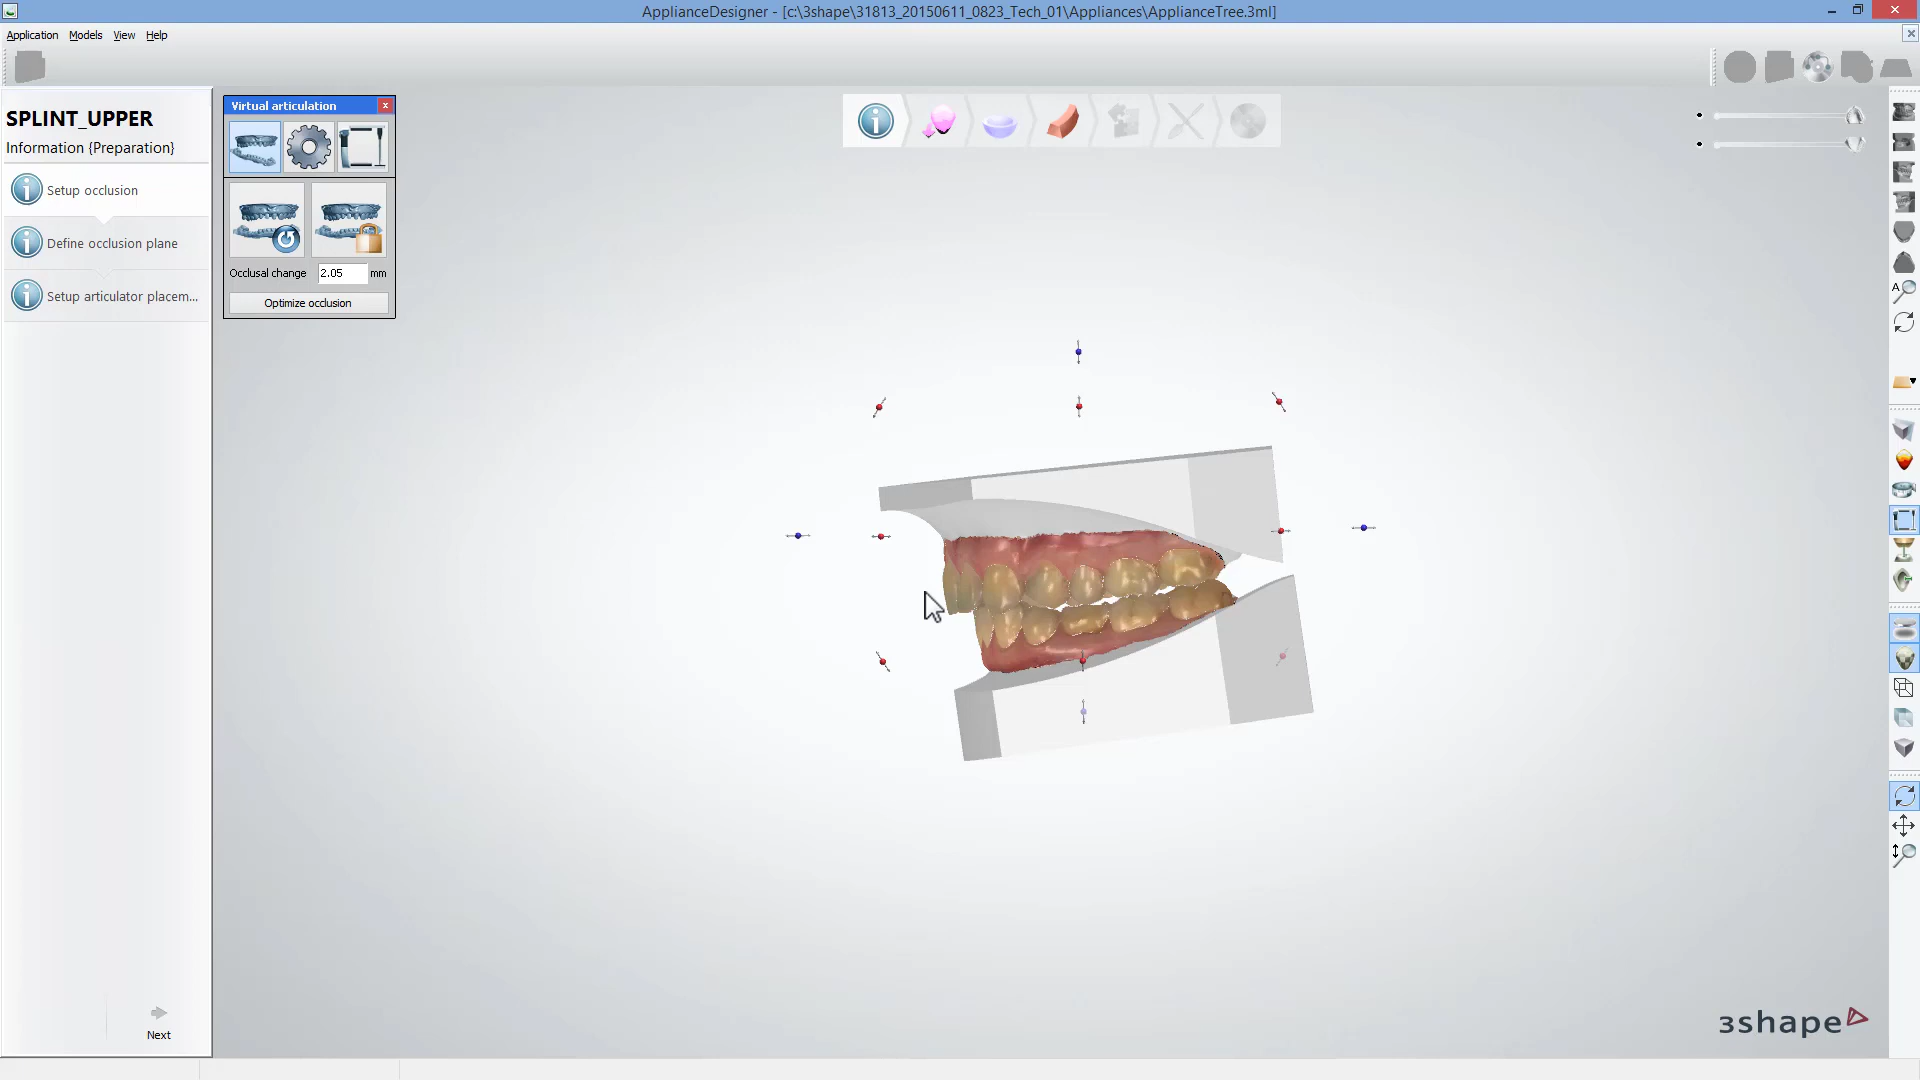 ApplianceDesigner - [c:\3shape\31813_20150611_0823_Tech_01\Appliances\ApplianceTree.3ml]
Application Models View Help
SPLINT_UPPER
Information {Preparation}
Setup occlusion
Define occlusion plane
Setup articulator placem...
Next
Virtual articulation
Occlusal change 2.05 mm
Optimize occlusion
A
3shape